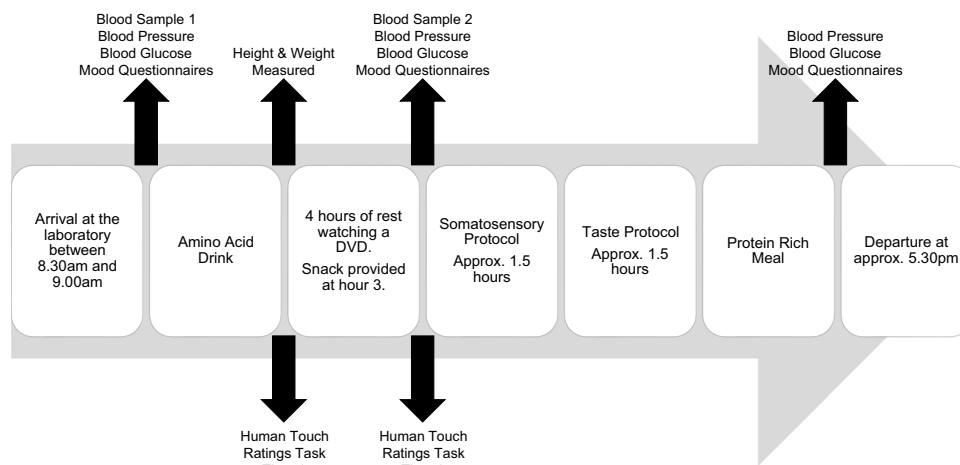 Blood Sample 1
Blood Pressure
Blood Glucose
Mood Questionnaires
Height & Weight
Measured
Blood Sample 2
Blood Pressure
Blood Glucose
Mood Questionnaires
Blood Pressure
Blood Glucose
Mood Questionnaires
Arrival at the
laboratory
between
8.30am and
9.00am
Amino Acid
Drink
4 hours of rest
watching a
DVD.
Snack provided
at hour 3.
Somatosensory
Protocol
Approx. 1.5
hours
Taste Protocol
Approx. 1.5
hours
Protein Rich
Meal
Departure at
approx. 5.30pm
Human Touch
Ratings Task
Human Touch
Ratings Task